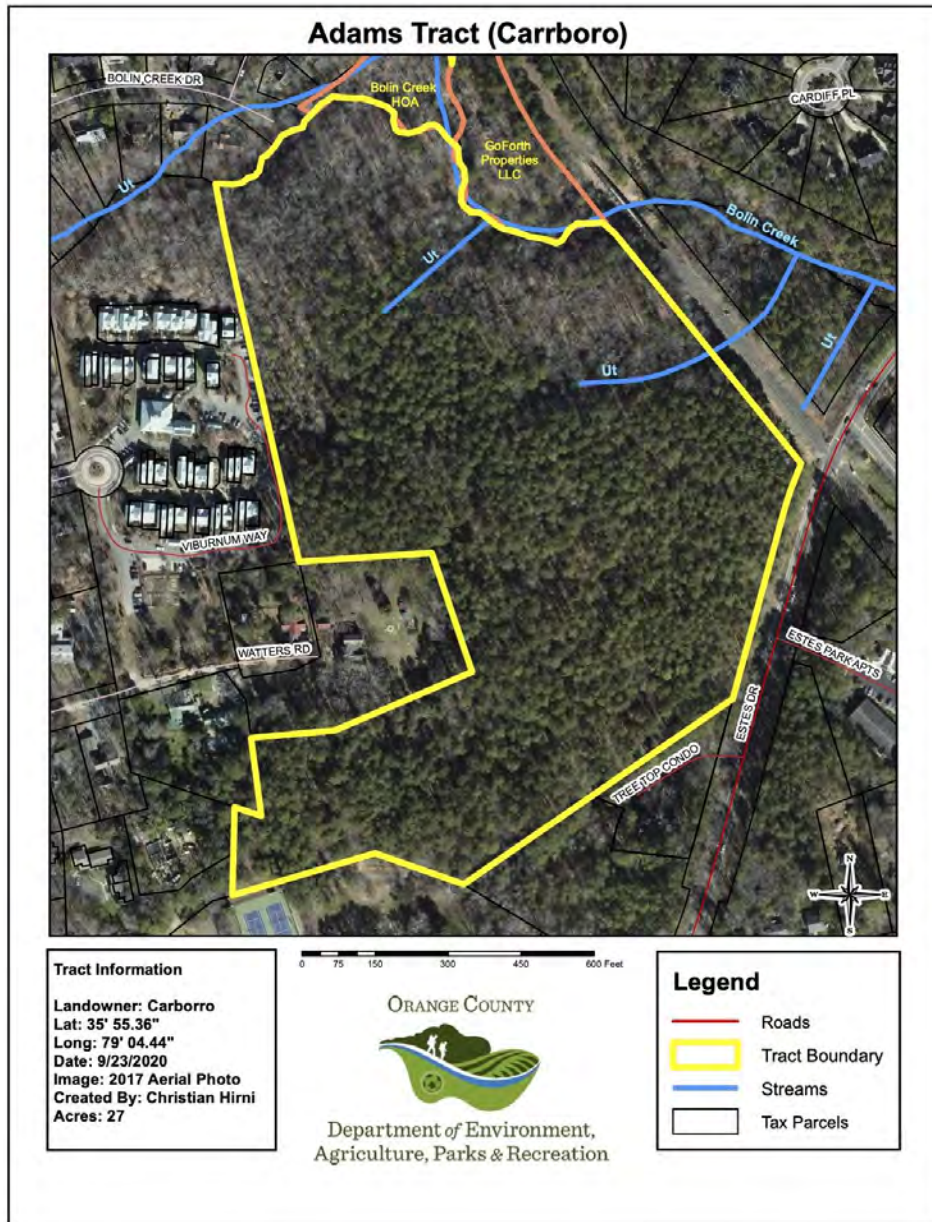 Adams Tract (Carrboro)
BOLIN CREEK DR
Bolin Creek
HOA
CARDIFF PL
GoForth
Properties
LLC
Ut
Bolin Creek
Ut
Ut
Ut
VIBURNUM WAY
WATTERS RD
ESTES PARK APTS
ESTES DR
TREE TOP CONDO
N
W E
S
0 75 150 300 450 600 Feet
Tract Information
Landowner: Carborro
Lat: 35' 55.36"
Long: 79' 04.44"
Date: 9/23/2020
Image: 2017 Aerial Photo
Created By: Christian Hirni
Acres: 27
ORANGE COUNTY
Department of Environment,
Agriculture, Parks & Recreation
Legend
Roads
Tract Boundary
Streams
Tax Parcels